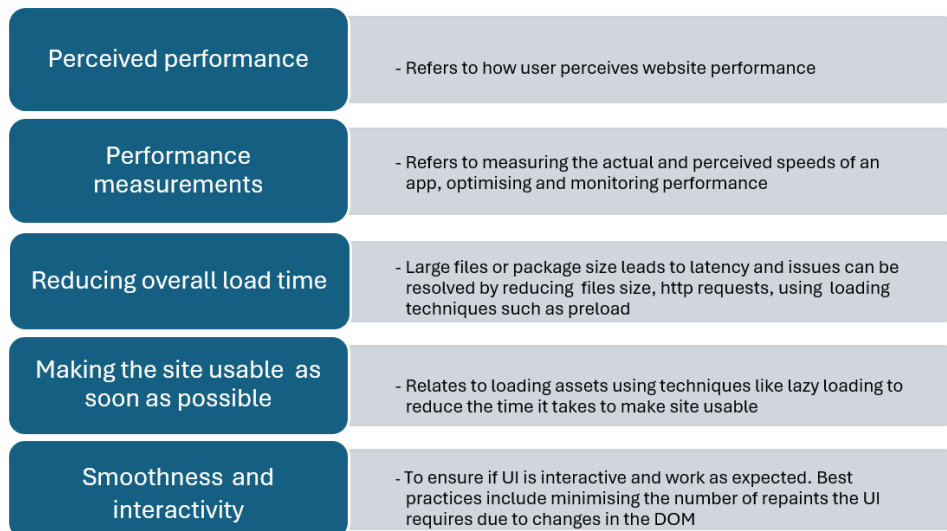 Perceived performance
- Refers to how user perceives website performance
Performance
measurements
- Refers to measuring the actual and perceived speeds of an
app, optimising and monitoring performance
Reducing overall load time
- Large files or package size leads to latency and issues can be
resolved by reducing files size, http requests, using loading
techniques such as preload
Making the site usable as
soon as possible
- Relates to loading assets using techniques like lazy loading to
reduce the time it takes to make site usable
Smoothness and
interactivity
- To ensure if UI is interactive and work as expected. Best
practices include minimising the number of repaints the UI
requires due to changes in the DOM